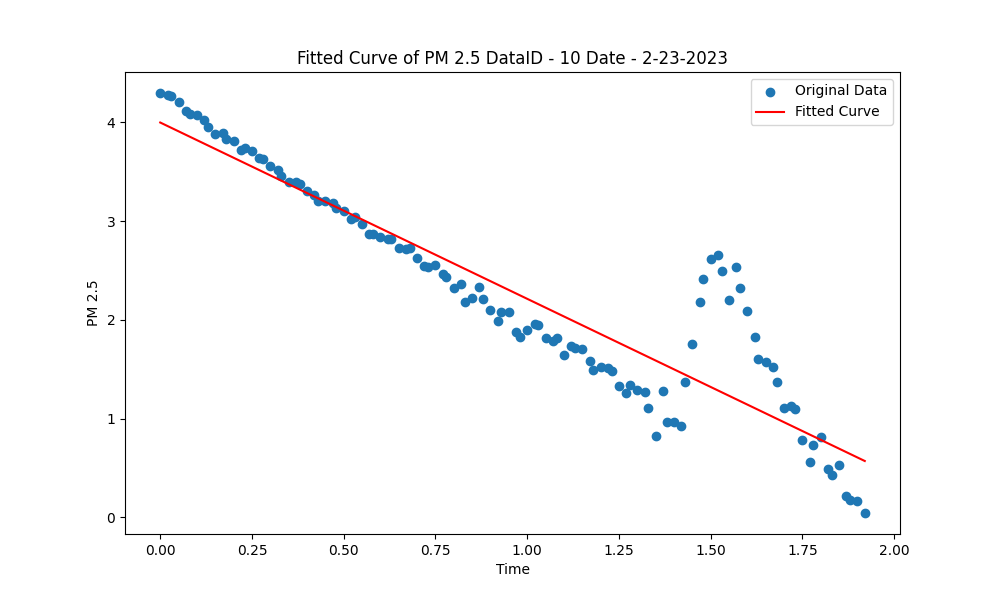 Fitted Curve of PM 2.5 DataID - 10 Date - 2-23-2023
Original Data
Fitted Curve
4
3
2
1
0
PM 2.5
0.00 0.25 0.50 0.75 1.00 1.25 1.50 1.75 2.00
Time